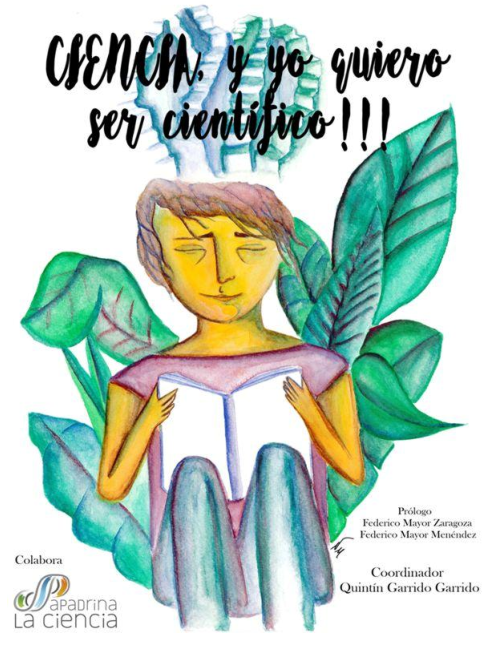 CIENCIA, y yo quiero
ser científico!!!
Prólogo
Federico Mayor Zaragoza
Federico Mayor Menéndez
Colabora
Coordinador
Quintín Garrido Garrido
APADRINA
La ciencia